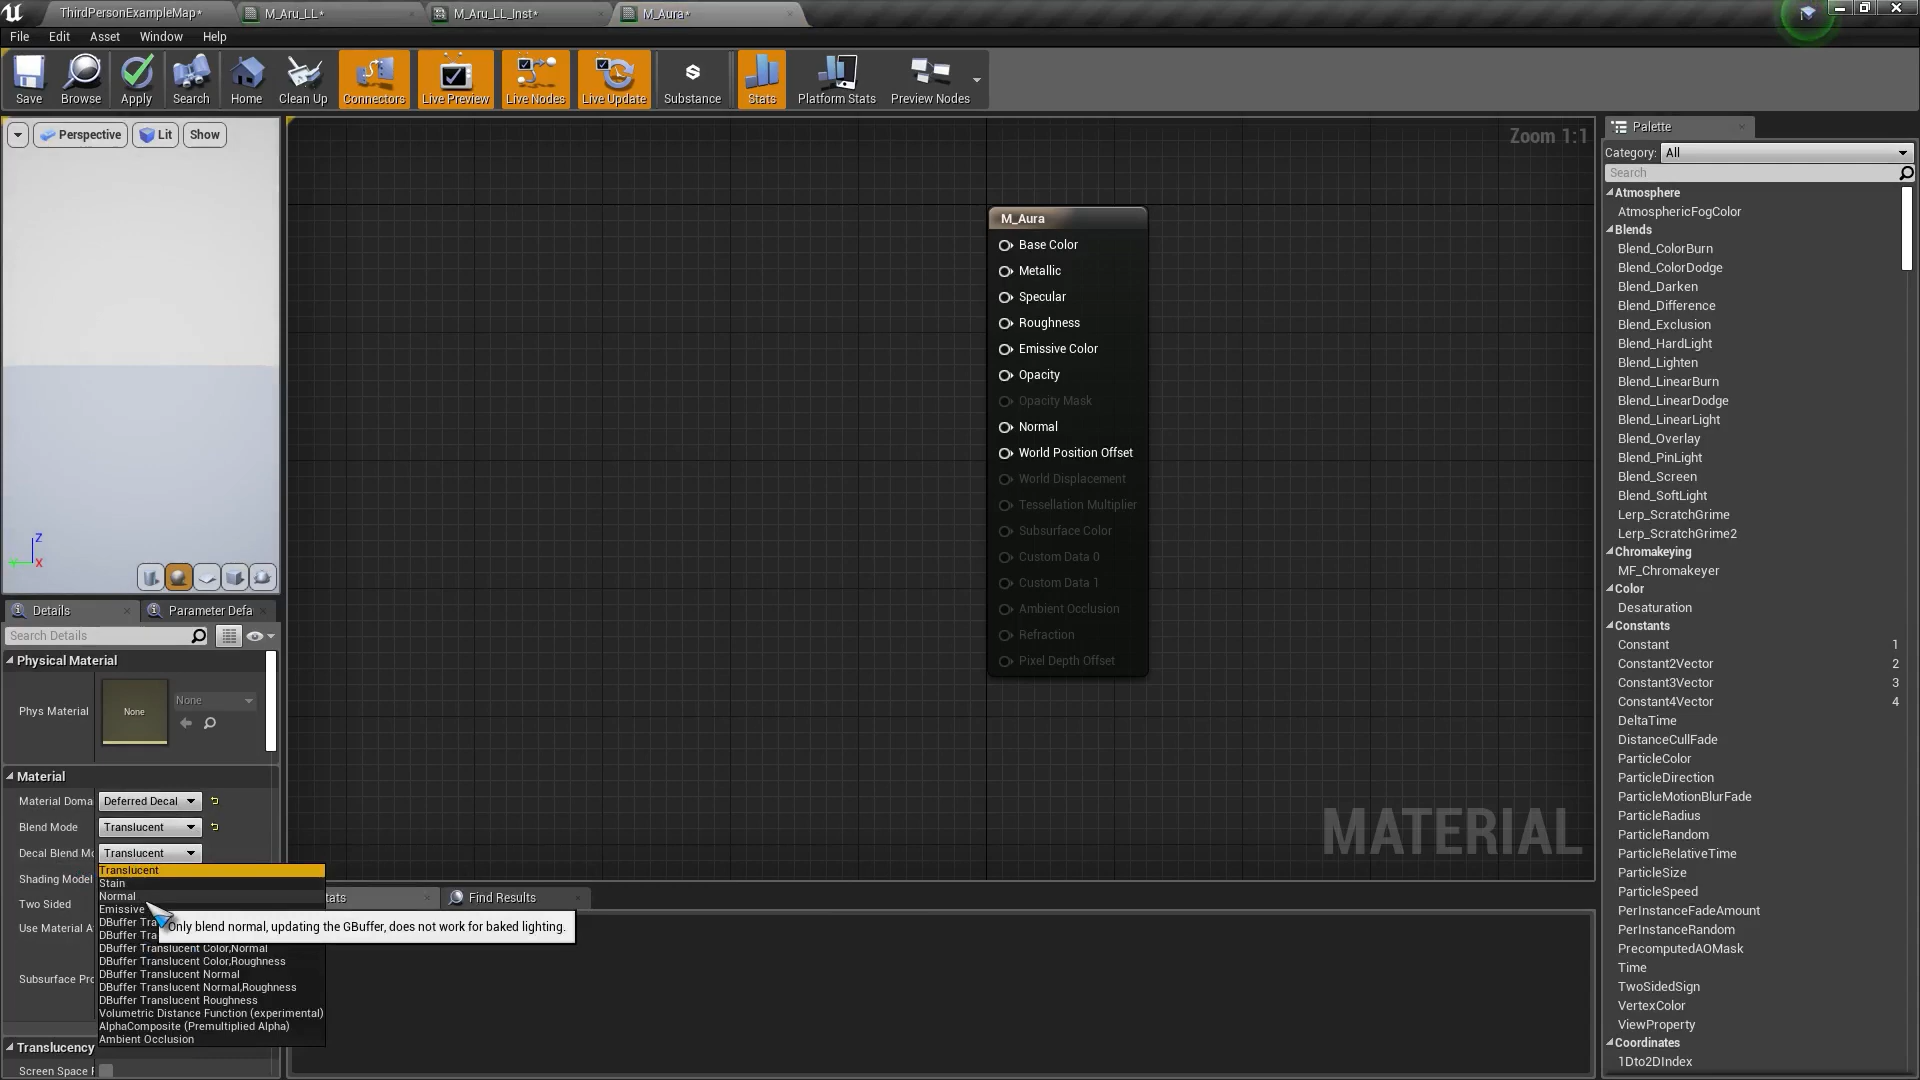 ThirdPersonExampleMap*
M_Aru_LL*
M_Aru_LL_Inst*
M_Aura*
File Edit Asset Window Help
Save
Browse
Apply
Search
Home
Clean Up
Connectors
Live Preview
Live Nodes
Live Update
Substance
Stats
Platform Stats
Preview Nodes
Perspective
Lit
Show
Zoom 1:1
M_Aura
Base Color
Metallic
Specular
Roughness
Emissive Color
Opacity
Opacity Mask
Normal
World Position Offset
World Displacement
Tessellation Multiplier
Subsurface Color
Custom Data 0
Custom Data 1
Ambient Occlusion
Refraction
Pixel Depth Offset
MATERIAL
Z
Y
X
Details
Parameter Defa
Search Details
Physical Material
Phys Material
None
None
Material
Material Doma Deferred Decal
Blend Mode Translucent
Decal Blend Mo Translucent
Shading Model
Two Sided
Use Material A
Subsurface Pro
Translucent
Stain
Normal
Emissive
DBuffer Tra
DBuffer Tra
DBuffer Translucent Color,Normal
DBuffer Translucent Color,Roughness
DBuffer Translucent Normal
DBuffer Translucent Normal,Roughness
DBuffer Translucent Roughness
Volumetric Distance Function (experimental)
AlphaComposite (Premultiplied Alpha)
Ambient Occlusion
Only blend normal, updating the GBuffer, does not work for baked lighting.
Translucency
Screen Space R
tats
Find Results
Palette
Category: All
Search
Atmosphere
AtmosphericFogColor
Blends
Blend_ColorBurn
Blend_ColorDodge
Blend_Darken
Blend_Difference
Blend_Exclusion
Blend_HardLight
Blend_Lighten
Blend_LinearBurn
Blend_LinearDodge
Blend_LinearLight
Blend_Overlay
Blend_PinLight
Blend_Screen
Blend_SoftLight
Lerp_ScratchGrime
Lerp_ScratchGrime2
Chromakeying
MF_Chromakeyer
Color
Desaturation
Constants
Constant 1
Constant2Vector 2
Constant3Vector 3
Constant4Vector 4
DeltaTime
DistanceCullFade
ParticleColor
ParticleDirection
ParticleMotionBlurFade
ParticleRadius
ParticleRandom
ParticleRelativeTime
ParticleSize
ParticleSpeed
PerInstanceFadeAmount
PerInstanceRandom
PrecomputedAOMask
Time
TwoSidedSign
VertexColor
ViewProperty
Coordinates
1Dto2DIndex